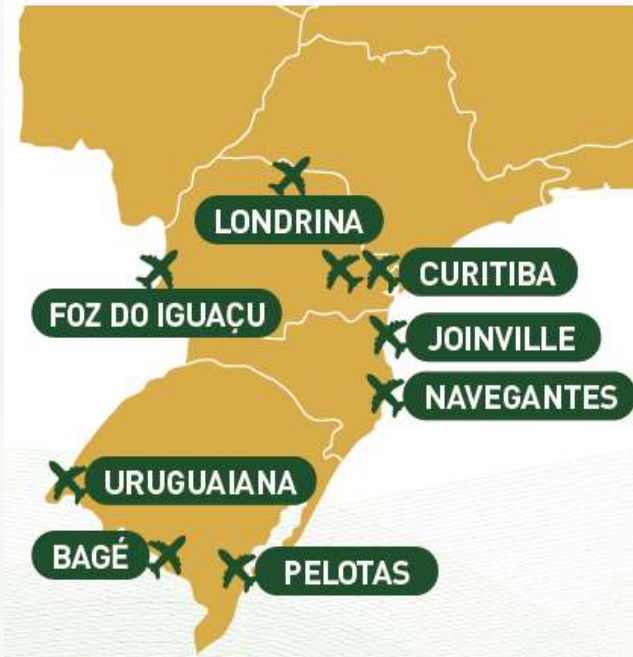 LONDRINA
CURITIBA
FOZ DO IGUAÇU
JOINVILLE
NAVEGANTES
URUGUAIANA
BAGÉ
PELOTAS